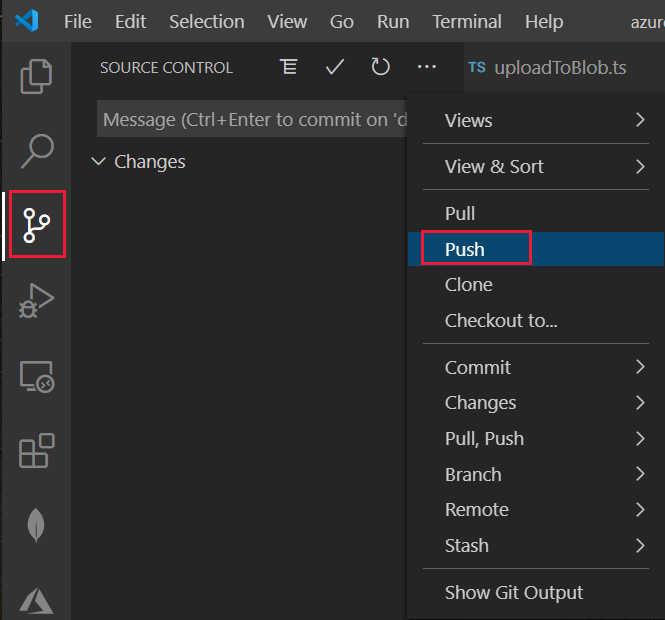 File Edit Selection View Go Run Terminal Help azure
SOURCE CONTROL
TS uploadToBlob.ts
Message (Ctrl+Enter to commit on 'd
Changes
Views
View & Sort
Pull
Push
Clone
Checkout to...
Commit
Changes
Pull, Push
Branch
Remote
Stash
Show Git Output